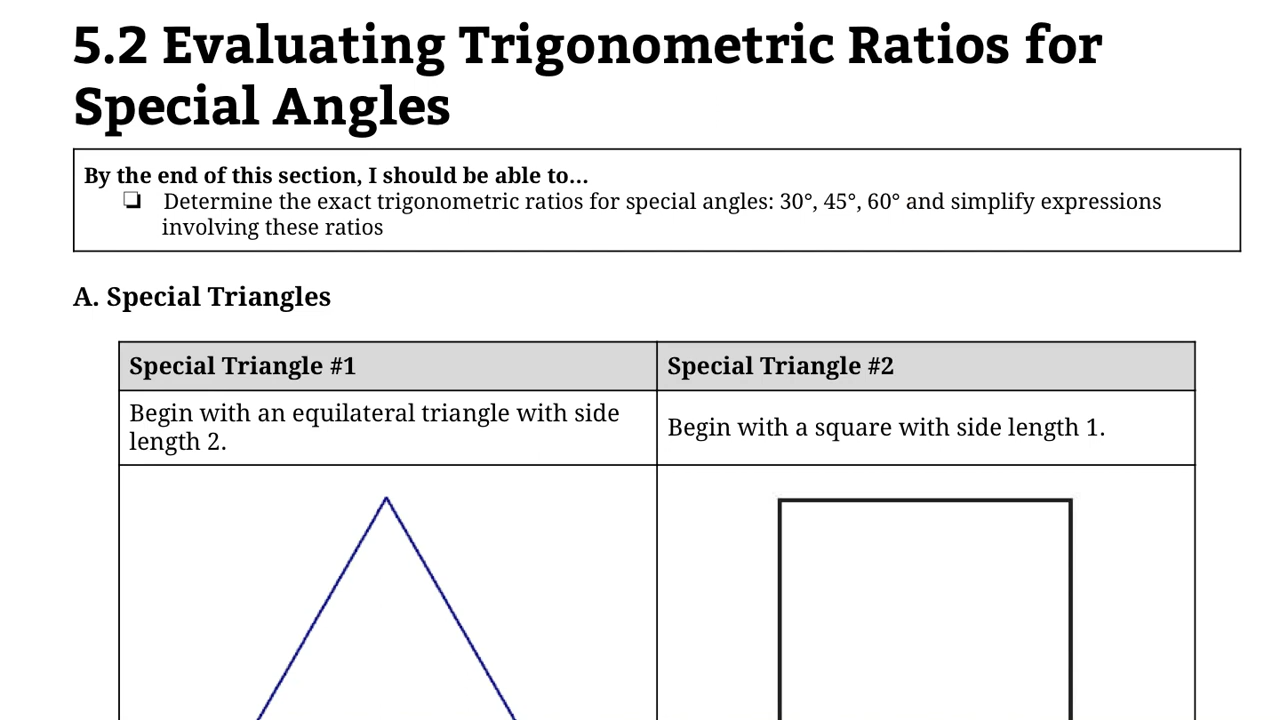 5.2 Evaluating Trigonometric Ratios for
Special Angles
By the end of this section, I should be able to...
❏ Determine the exact trigonometric ratios for special angles: 30°, 45°, 60° and simplify expressions
involving these ratios
A. Special Triangles
Special Triangle #1
Special Triangle #2
Begin with an equilateral triangle with side
length 2.
Begin with a square with side length 1.